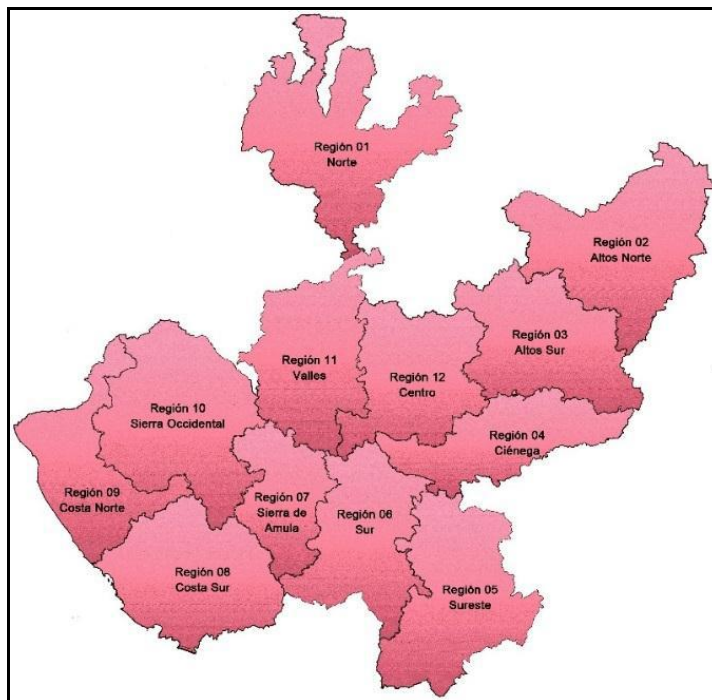 Región 01
Norte
Región 02
Altos Norte
Región 03
Altos Sur
Región 11
Valles
Región 12
Centro
Región 10
Sierra Occidental
Región 04
Ciénega
Región 09
Costa Norte
Región 07
Sierra de
Amula
Región 06
Sur
Región 08
Costa Sur
Región 05
Sureste